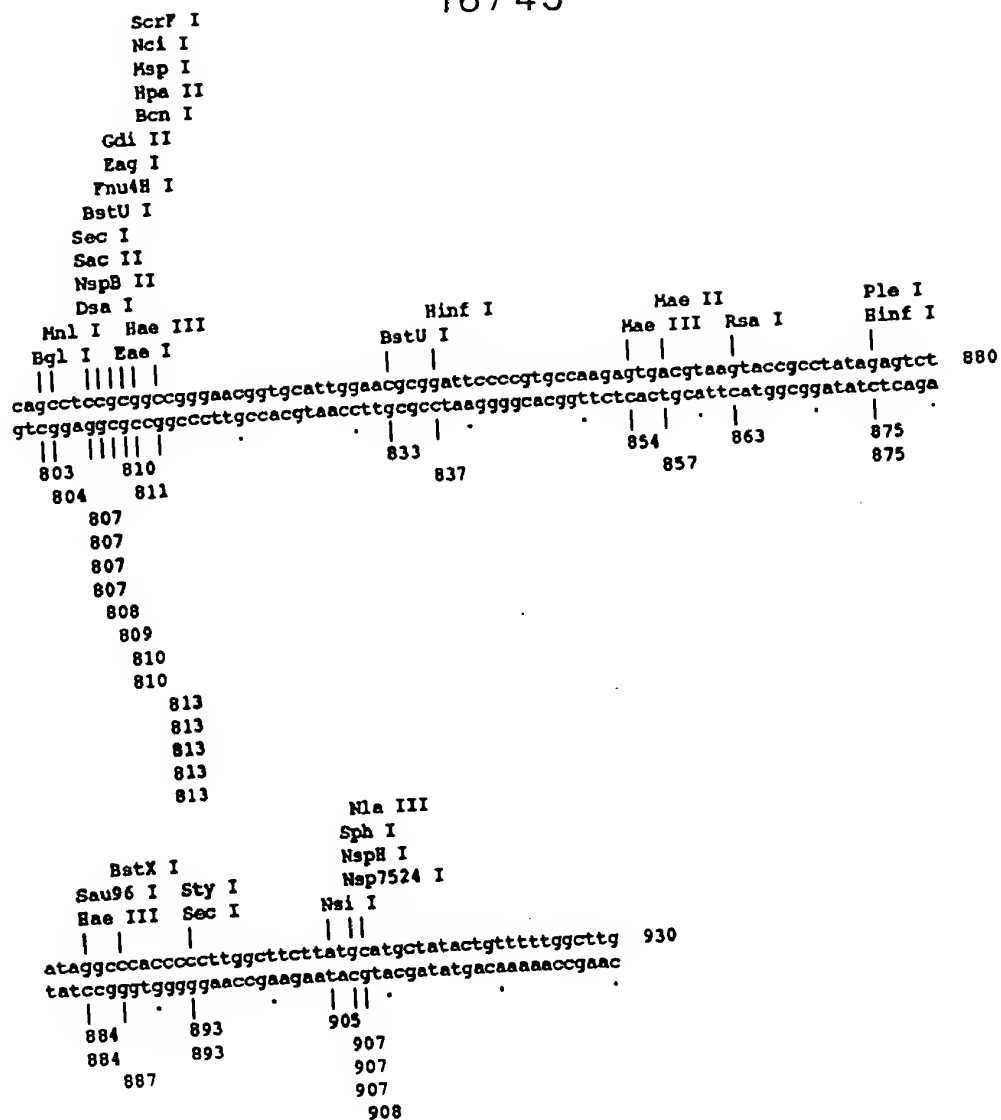 16/45
ScrF I
Nci I
Msp I
Hpa II
Bcn I
Gdi II
Eag I
Fnu4H I
BstU I
Sec I
Sac II
NspB II
Dsa I
Mnl I Hae III
Bgl I Eae I
Hinf I
BstU I
Mae II
Mae III Rsa I
Ple I
Hinf I
cagcctccgcggccgggaacggtgcattggaacgcggattccccgtgccaagagtgacgtaagtaccgcctatagagtct 880
gtcggaggcgccggcccttgccacgtaaccttgcgcctaaggggcacggttctcactgcattcatggcggatatctcaga
803 810 833 854 863 875
804 811 837 857 875
807
807
807
807
808
809
810
810
813
813
813
813
813
Nla III
Sph I
NspH I
Nsp7524 I
Nsi I
BstX I
Sau96 I Sty I
Hae III Sec I
ataggcccacccccttggcttcttatgcatgctatactgtttttggcttg 930
tatccgggtgggggaaccgaagaatacgtacgatatgacaaaaaccgaac
884 893 905
884 893 907
887 907
907
908